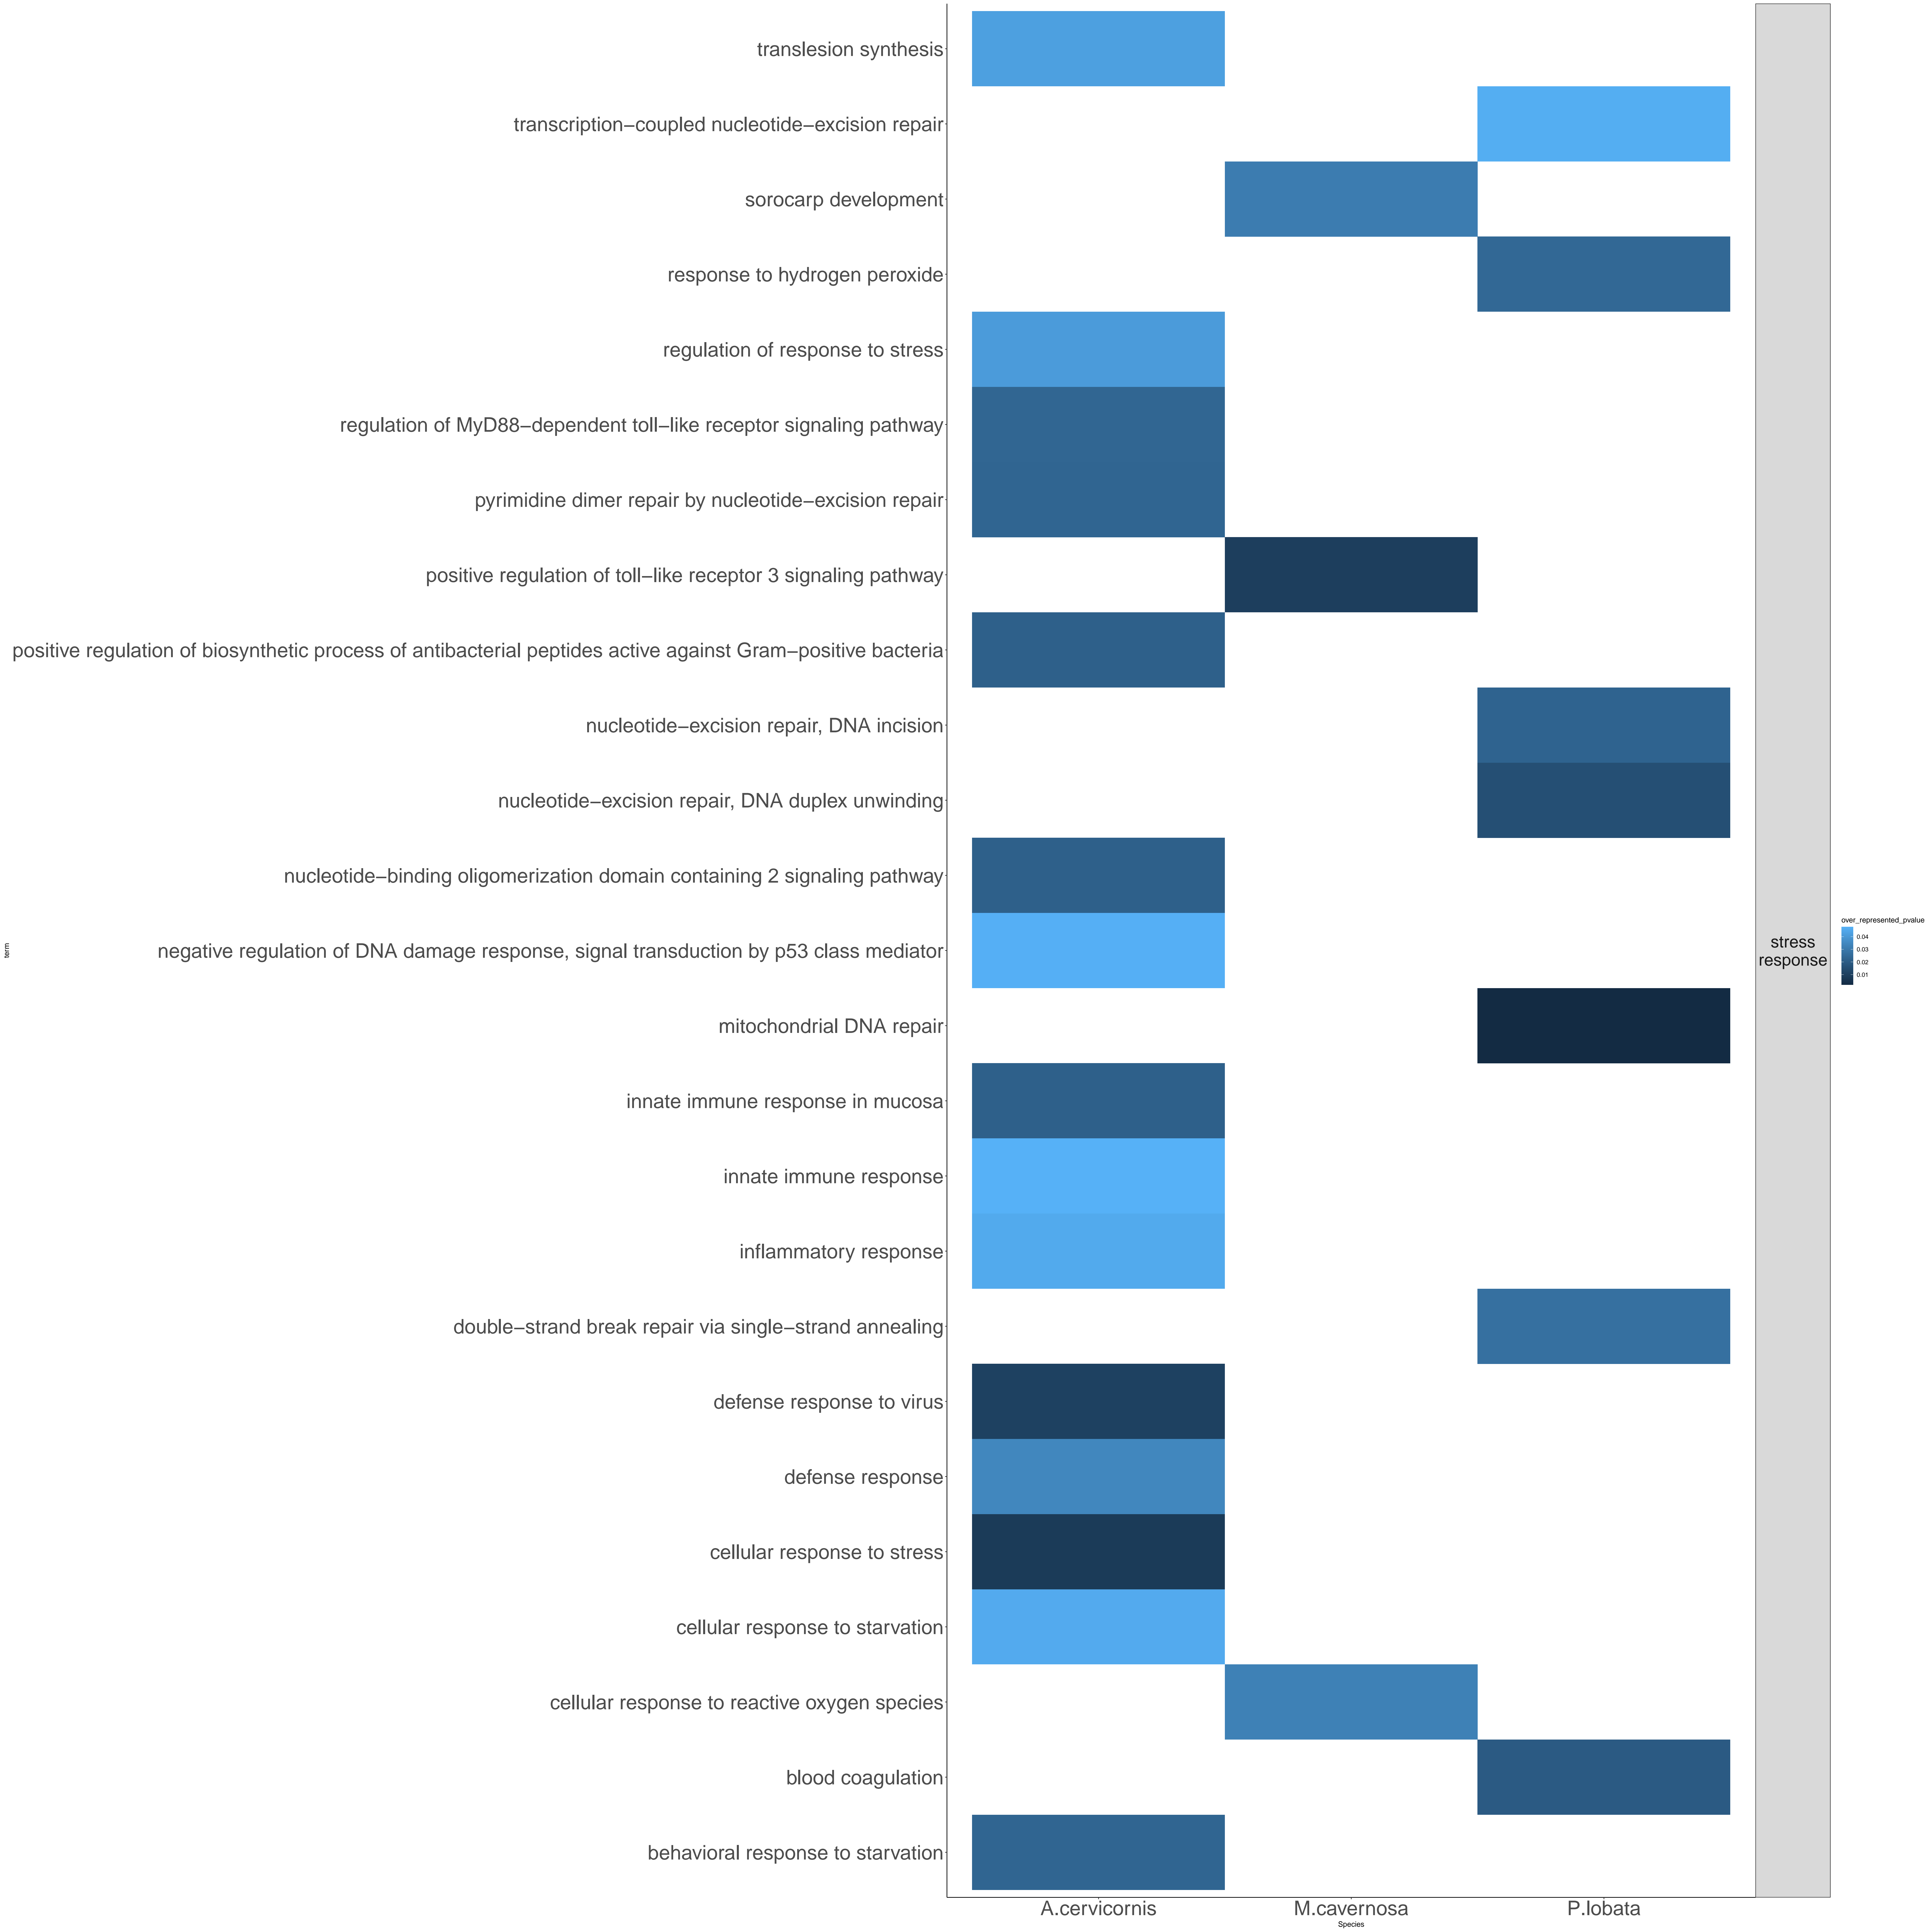 translesion synthesis
transcription−coupled nucleotide−excision repair
sorocarp development
response to hydrogen peroxide
regulation of response to stress
regulation of MyD88−dependent toll−like receptor signaling pathway
pyrimidine dimer repair by nucleotide−excision repair
positive regulation of toll−like receptor 3 signaling pathway
positive regulation of biosynthetic process of antibacterial peptides active against Gram−positive bacteria
nucleotide−excision repair, DNA incision
nucleotide−excision repair, DNA duplex unwinding
nucleotide−binding oligomerization domain containing 2 signaling pathway
negative regulation of DNA damage response, signal transduction by p53 class mediator
mitochondrial DNA repair
innate immune response in mucosa
innate immune response
inflammatory response
double−strand break repair via single−strand annealing
defense response to virus
defense response
cellular response to stress
cellular response to starvation
cellular response to reactive oxygen species
blood coagulation
behavioral response to starvation
term
A.cervicornis
M.cavernosa
P.lobata
Species
stress
response
over_represented_pvalue
0.04
0.03
0.02
0.01